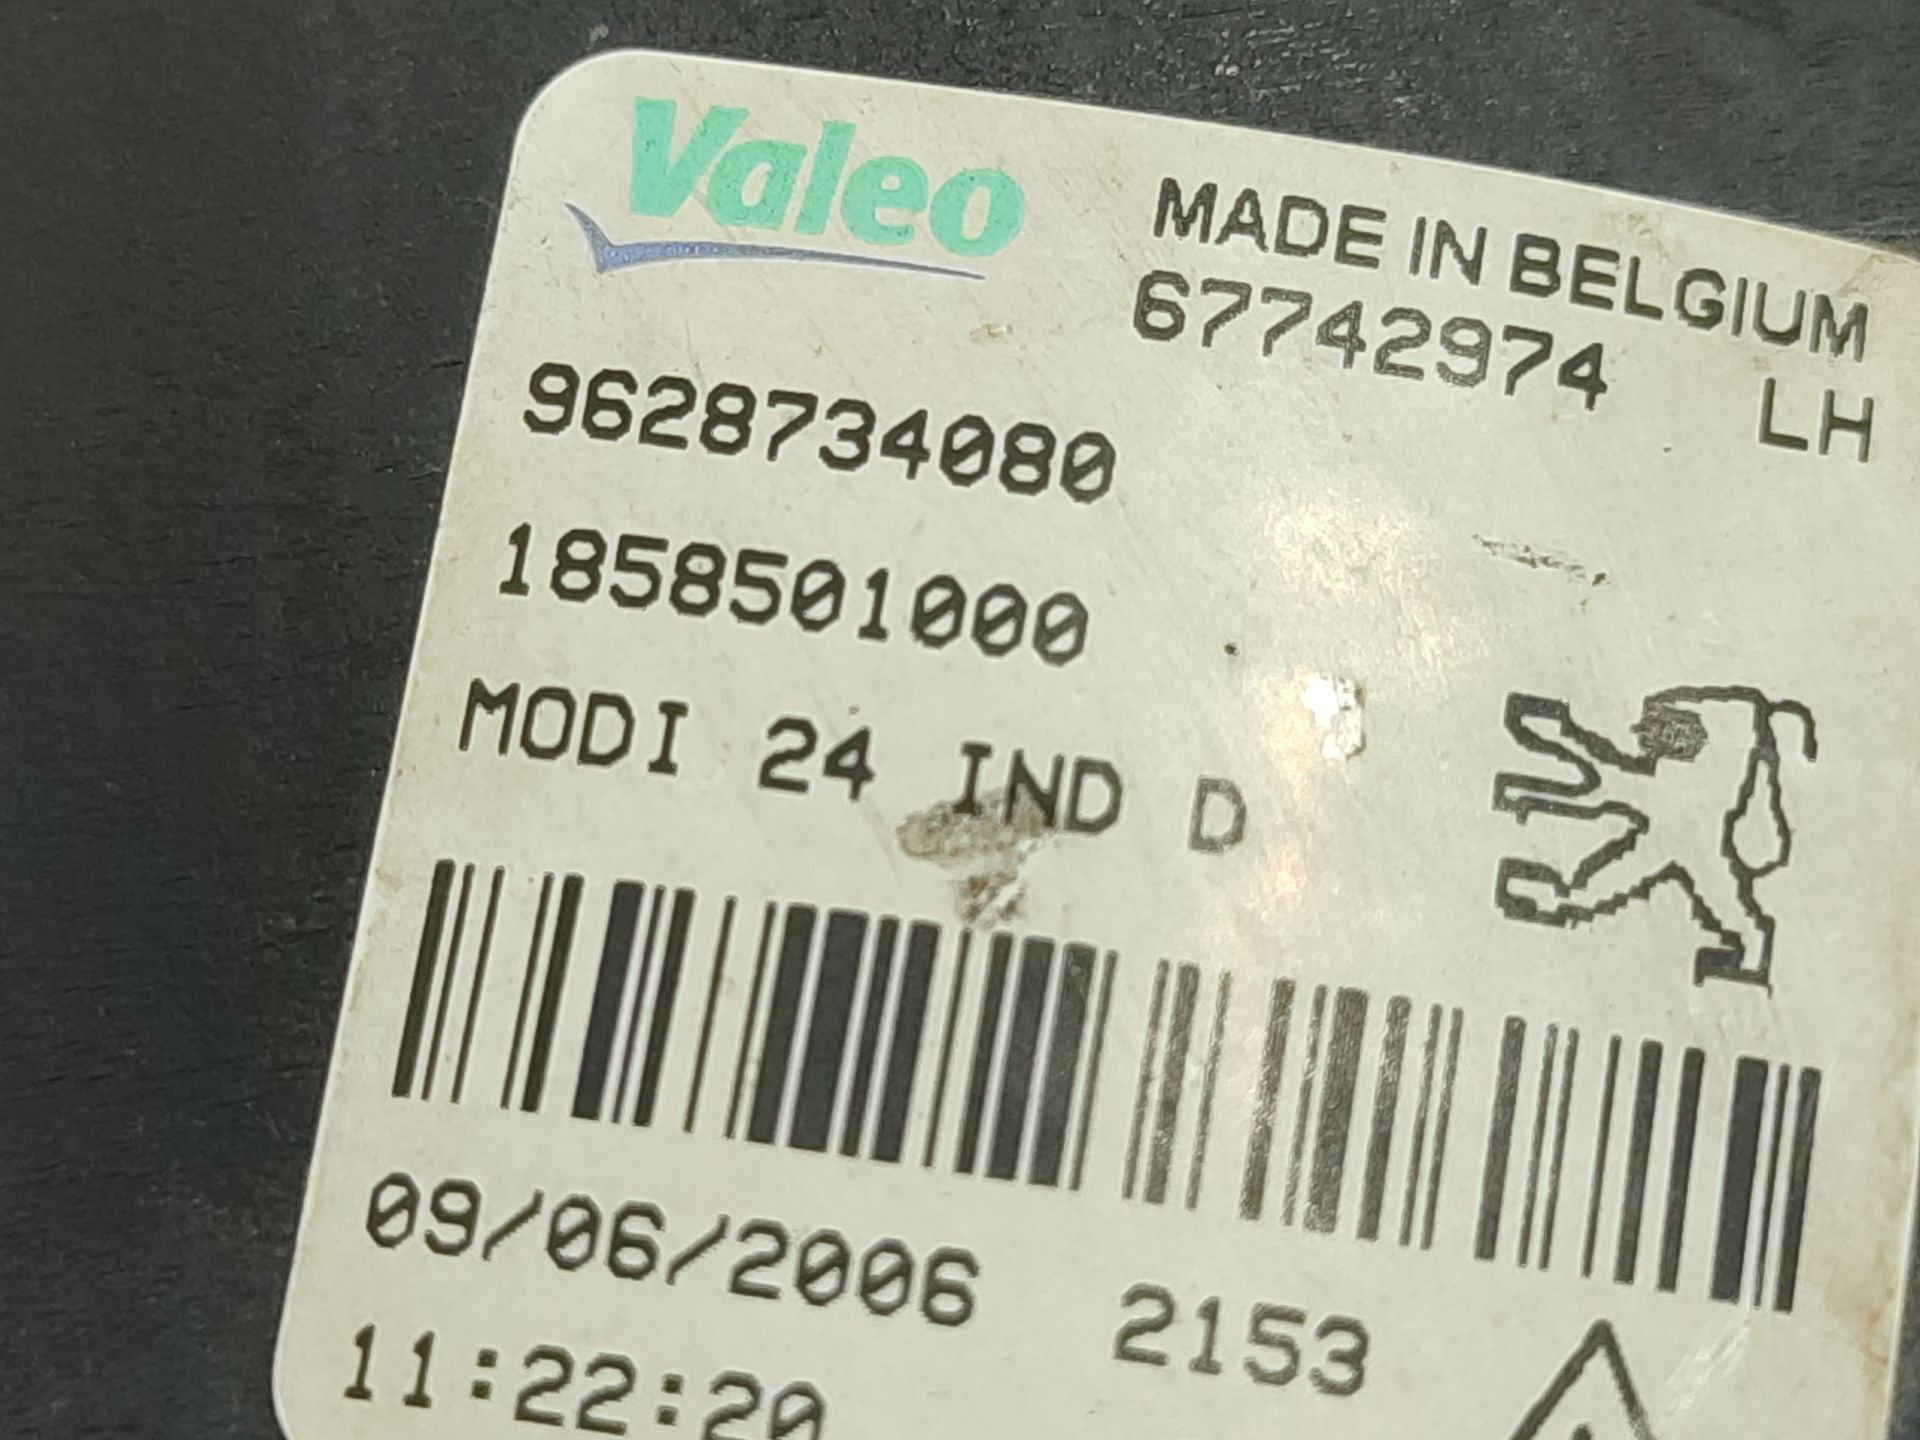 Valeo
MADE IN BELGIUM
67742974 LH
9628734080
1858501000
MODI 24 IND D
09/06/2006 2153
11:22:20